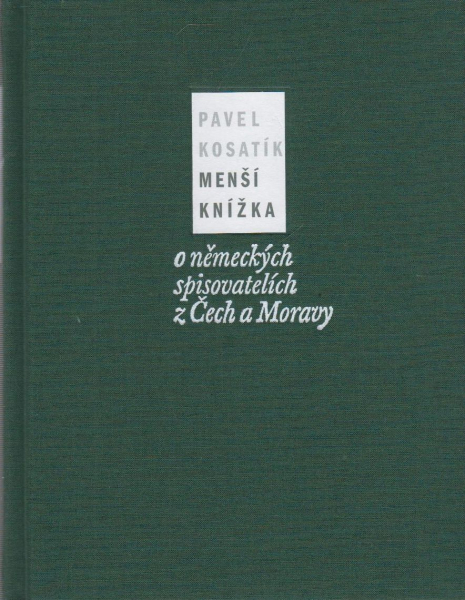 PAVEL
KOSATÍK
MENŠÍ
KNÍŽKA
o německých
spisovatelích
z Čech a Moravy